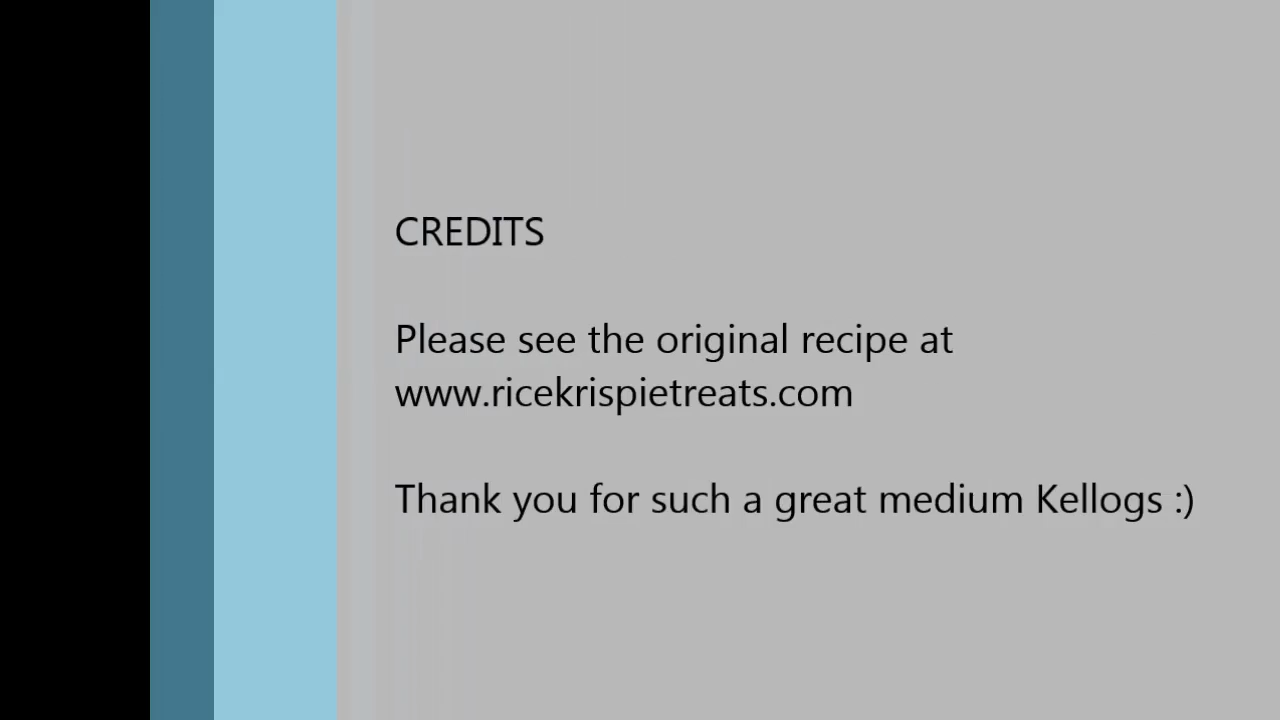 CREDITS
Please see the original recipe at
www.ricekrispietreats.com
Thank you for such a great medium Kellogs :)